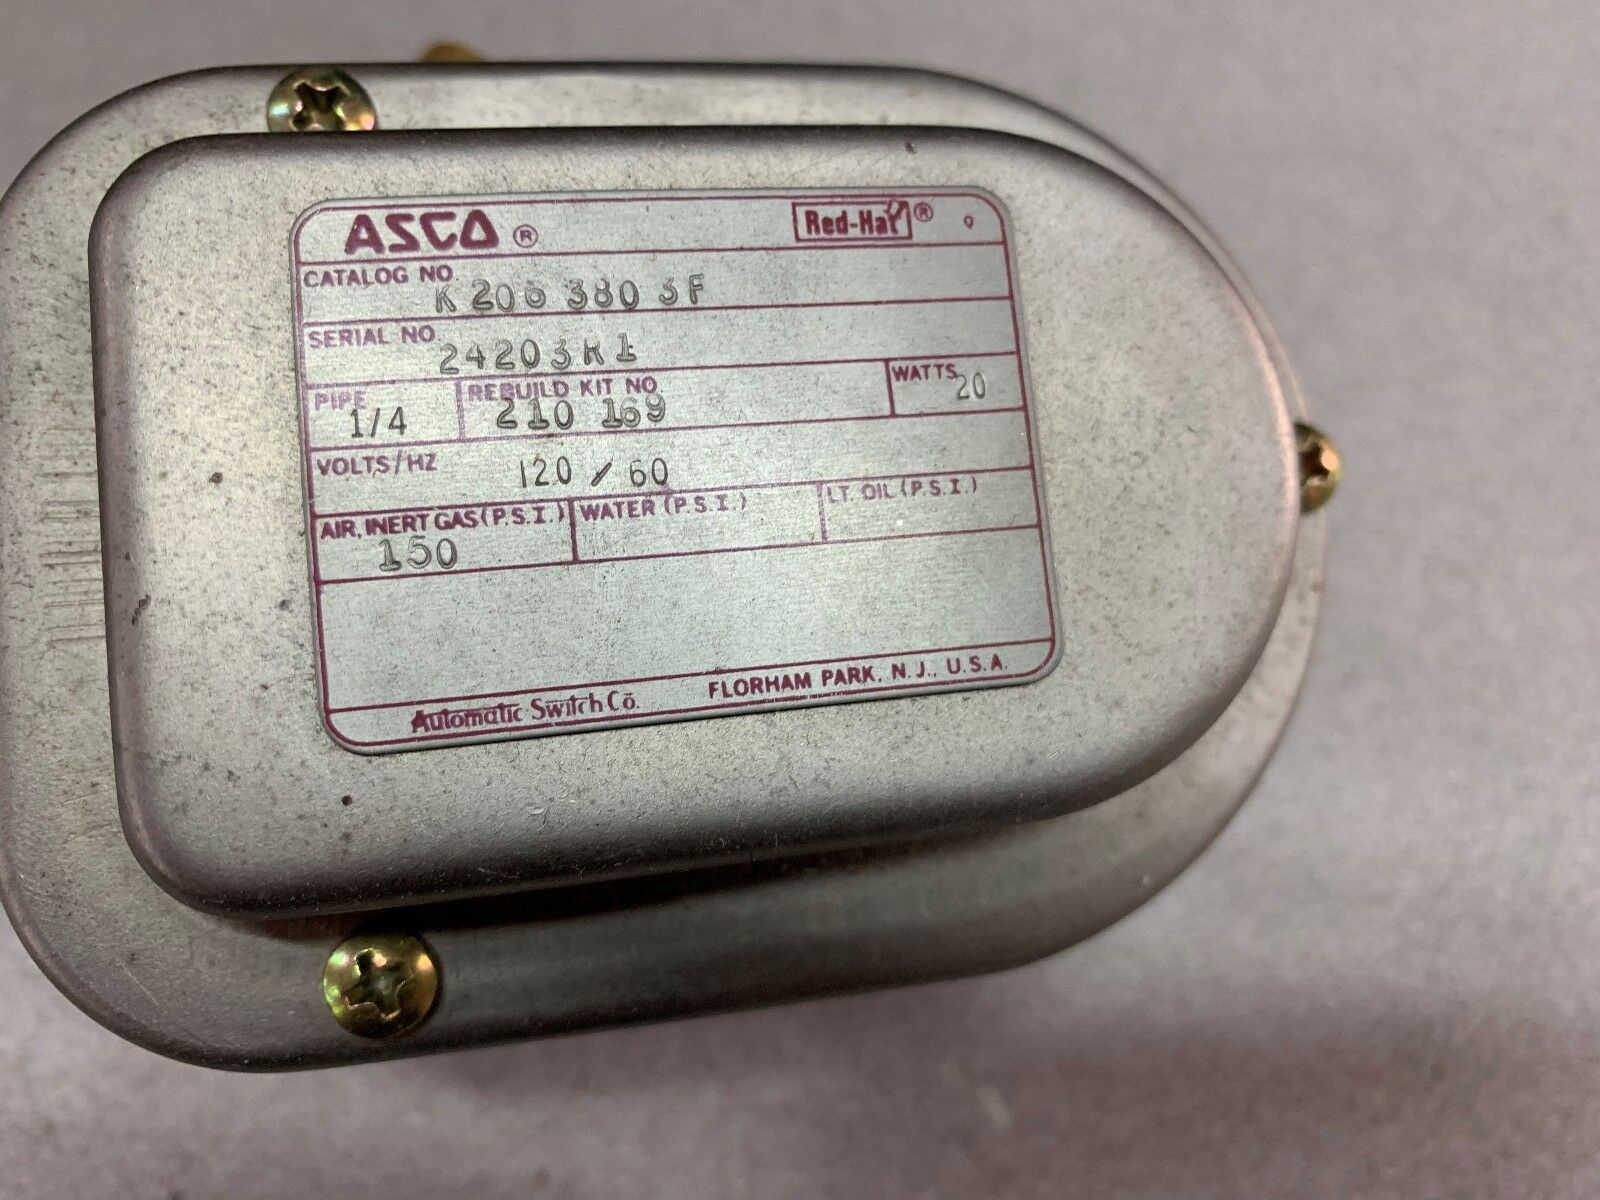 ASCO ® Red-Hat ®
CATALOG NO. K 206 380 3F
SERIAL NO. 24203K1
PIPE 1/4 REBUILD KIT NO. 210 169 WATTS 20
VOLTS/HZ 120 / 60
AIR, INERT GAS (P.S.I.) 150 WATER (P.S.I.) LT. OIL (P.S.I.)
Automatic Switch Co. FLORHAM PARK, N. J., U.S.A.